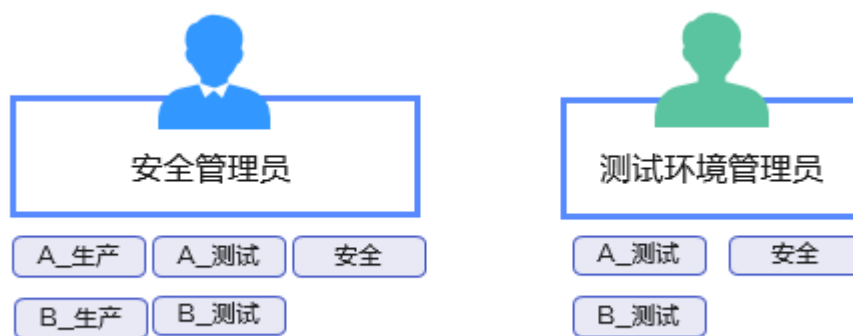 安全管理员
测试环境管理员
A_生产 A_测试 安全
A_测试 安全
B_生产 B_测试
B_测试